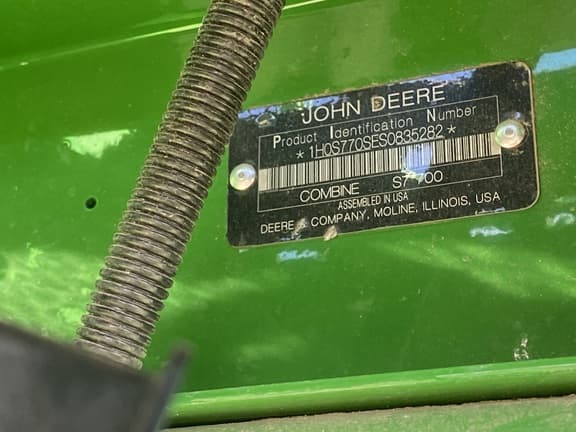 JOHN DEERE
Product Identification Number
*1H0S770SES0835282*
COMBINE S7 700
ASSEMBLED IN USA
DEERE & COMPANY, MOLINE, ILLINOIS, USA